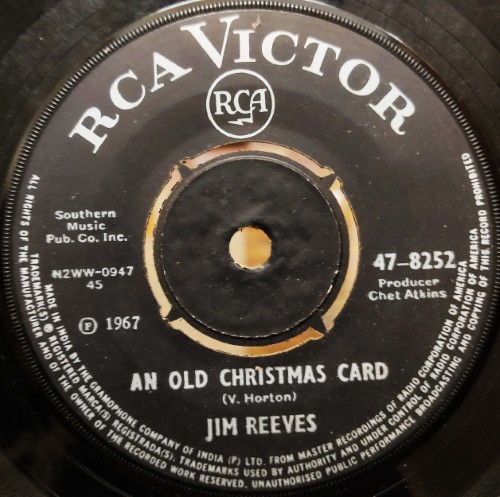 RCA VICTOR
RCA
Southern
Music
Pub. Co. Inc.
N2WW-0947
45
Ⓟ 1967
47-8252
Producer
Chet Atkins
AN OLD CHRISTMAS CARD
(V. Horton)
JIM REEVES
TRADEMARK(S) ® REGISTERED MARCA(S) REGISTRADA(S). TRADEMARKS USED BY AUTHORITY AND UNDER CONTROL OF RADIO CORPORATION OF AMERICA
MADE IN INDIA BY THE GRAMOPHONE COMPANY OF INDIA (P) LTD. FROM MASTER RECORDINGS OF RADIO CORPORATION OF AMERICA
ALL RIGHTS OF THE MANUFACTURER AND OF THE OWNER OF THE RECORDED WORK RESERVED. UNAUTHORISED PUBLIC PERFORMANCE BROADCASTING AND COPYING OF THIS RECORD PROHIBITED